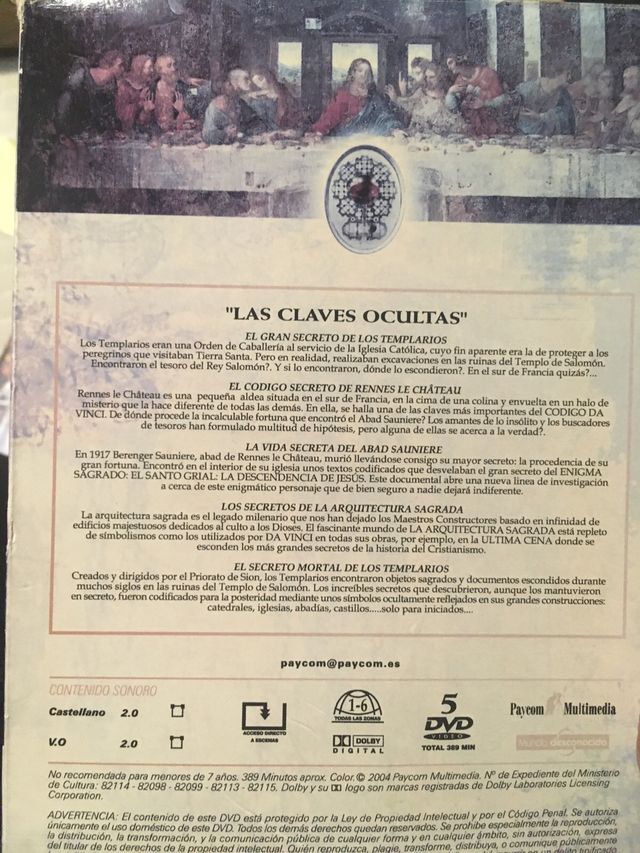 "LAS CLAVES OCULTAS"
EL GRAN SECRETO DE LOS TEMPLARIOS
Los Templarios eran una Orden de Caballería al servicio de la Iglesia Católica, cuyo fin aparente era la de proteger a los
peregrinos que visitaban Tierra Santa. Pero en realidad, realizaban excavaciones en las ruinas del Templo de Salomón.
Encontraron el tesoro del Rey Salomón?. Y si lo encontraron, dónde lo escondieron?. En el sur de Francia quizás?...
EL CODIGO SECRETO DE RENNES LE CHÂTEAU
Rennes le Château es una pequeña aldea situada en el sur de Francia, en la cima de una colina y envuelta en un halo de
misterio que la hace diferente de todas las demás. En ella, se halla una de las claves más importantes del CODIGO DA
VINCI. De dónde procede la incalculable fortuna que encontró el Abad Sauniere? Los amantes de lo insólito y los buscadores
de tesoros han formulado multitud de hipótesis, pero alguna de ellas se acerca a la verdad?.
LA VIDA SECRETA DEL ABAD SAUNIERE
En 1917 Berenger Sauniere, abad de Rennes le Château, murió llevándose consigo su mayor secreto: la procedencia de su
gran fortuna. Encontró en el interior de su iglesia unos textos codificados que desvelaban el gran secreto del ENIGMA
SAGRADO: EL SANTO GRIAL: LA DESCENDENCIA DE JESÚS. Este documental abre una nueva linea de investigación
a cerca de este enigmático personaje que de bien seguro a nadie dejará indiferente.
LOS SECRETOS DE LA ARQUITECTURA SAGRADA
La arquitectura sagrada es el legado milenario que nos han dejado los Maestros Constructores basado en infinidad de
edificios majestuosos dedicados al culto a los Dioses. El fascinante mundo de LA ARQUITECTURA SAGRADA está repleto
de símbolismos como los utilizados por DA VINCI en todas sus obras, por ejemplo, en la ULTIMA CENA donde se
esconden los más grandes secretos de la historia del Cristianismo.
EL SECRETO MORTAL DE LOS TEMPLARIOS
Creados y dirigidos por el Priorato de Sion, los Templarios encontraron objetos sagrados y documentos escondidos durante
muchos siglos en las ruinas del Templo de Salomón. Los increíbles secretos que descubrieron, aunque los mantuvieron
en secreto, fueron codificados para la posteridad mediante unos símbolos ocultamente reflejados en sus grandes construcciones:
catedrales, iglesias, abadías, castillos.....solo para iniciados....
paycom@paycom.es
CONTENIDO SONORO
Castellano 2.0
V.O 2.0
ACCESO DIRECTO
A ESCENAS
1-6
TODAS LAS ZONAS
DOLBY
DIGITAL
5
DVD
VIDEO
TOTAL 389 MIN
Paycom Multimedia
Mundo desconocido
No recomendada para menores de 7 años. 389 Minutos aprox. Color. © 2004 Paycom Multimedia. Nº de Expediente del Ministerio
de Cultura: 82114 - 82098 - 82099 - 82113 - 82115. Dolby y su logo son marcas registradas de Dolby Laboratories Licensing
Corporation.
ADVERTENCIA: El contenido de este DVD está protegido por la Ley de Propiedad Intelectual y por el Código Penal. Se autoriza
únicamente el uso doméstico de este DVD. Todos los demás derechos quedan reservados. Se prohíbe especialmente la reproducción,
la distribución, la transformación, y la comunicación pública de cualquier forma y en cualquier ámbito, sin autorización, expresa
del titular de los derechos de la propiedad intelectual. Quién reproduzca, plagie, transforme, distribuya, o comunique públicamente